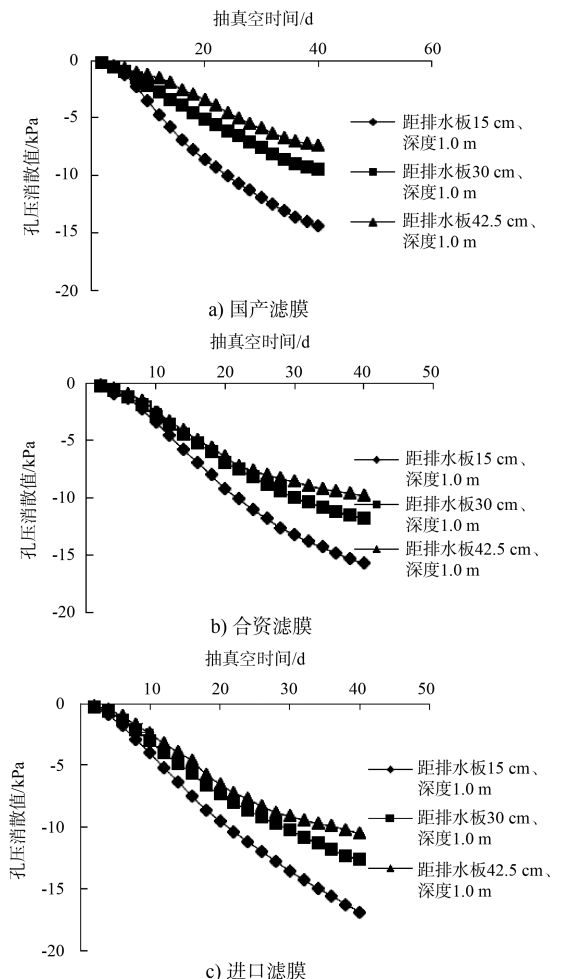 抽真空时间/d
20 40 60
0
-5
-10
-15
-20
孔压消散值/kPa
距排水板15 cm、
深度1.0 m
距排水板30 cm、
深度1.0 m
距排水板42.5 cm、
深度1.0 m
a) 国产滤膜
抽真空时间/d
10 20 30 40 50
0
-5
-10
-15
-20
孔压消散值/kPa
距排水板15 cm、
深度1.0 m
距排水板30 cm、
深度1.0 m
距排水板42.5 cm、
深度1.0 m
b) 合资滤膜
抽真空时间/d
10 20 30 40 50
0
-5
-10
-15
-20
孔压消散值/kPa
距排水板15 cm、
深度1.0 m
距排水板30 cm、
深度1.0 m
距排水板42.5 cm、
深度1.0 m
c) 进口滤膜